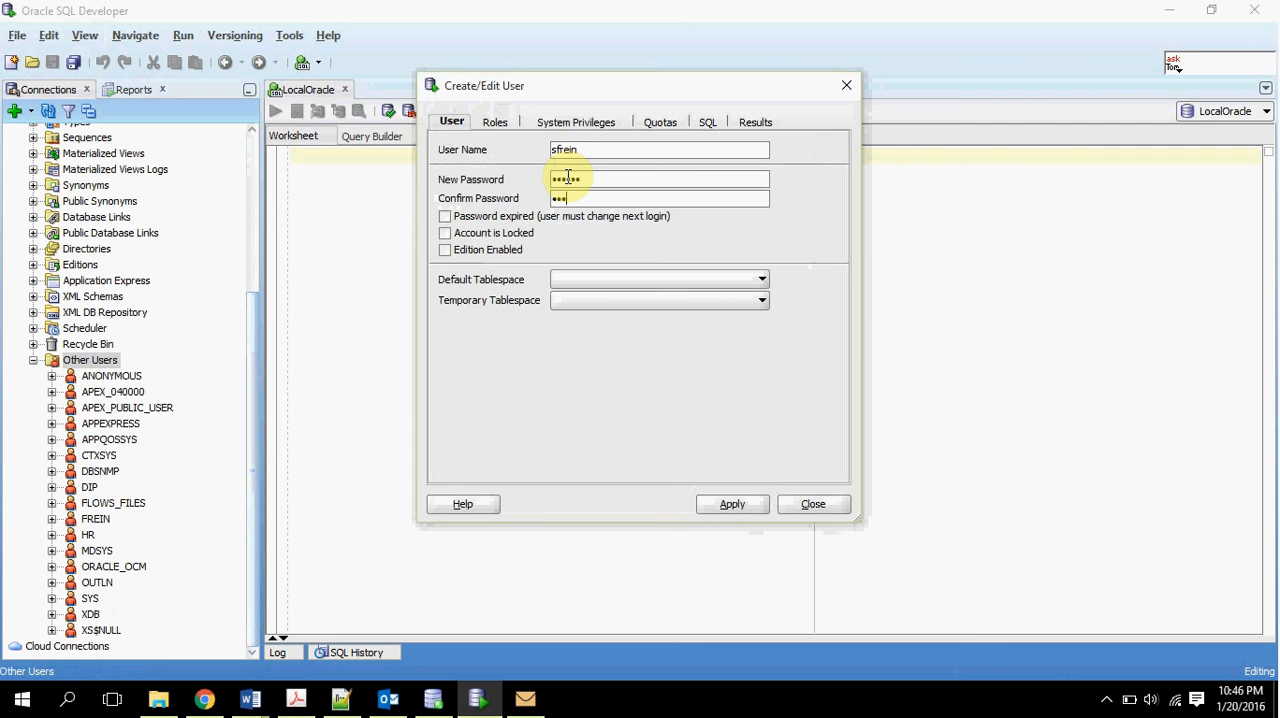 Oracle SQL Developer
File Edit View Navigate Run Versioning Tools Help
ask
Tom
Connections Reports LocalOracle
LocalOracle
Worksheet Query Builder
Sequences
Materialized Views
Materialized Views Logs
Synonyms
Public Synonyms
Database Links
Public Database Links
Directories
Editions
Application Express
XML Schemas
XML DB Repository
Scheduler
Recycle Bin
Other Users
ANONYMOUS
APEX_040000
APEX_PUBLIC_USER
APPEXPRESS
APPQOSSYS
CTXSYS
DBSNMP
DIP
FLOWS_FILES
FREIN
HR
MDSYS
ORACLE_OCM
OUTLN
SYS
XDB
XS$NULL
Cloud Connections
Create/Edit User
User Roles System Privileges Quotas SQL Results
User Name sfrein
New Password
Confirm Password
Password expired (user must change next login)
Account is Locked
Edition Enabled
Default Tablespace
Temporary Tablespace
Help Apply Close
Log SQL History
Other Users Editing
10:46 PM
1/20/2016